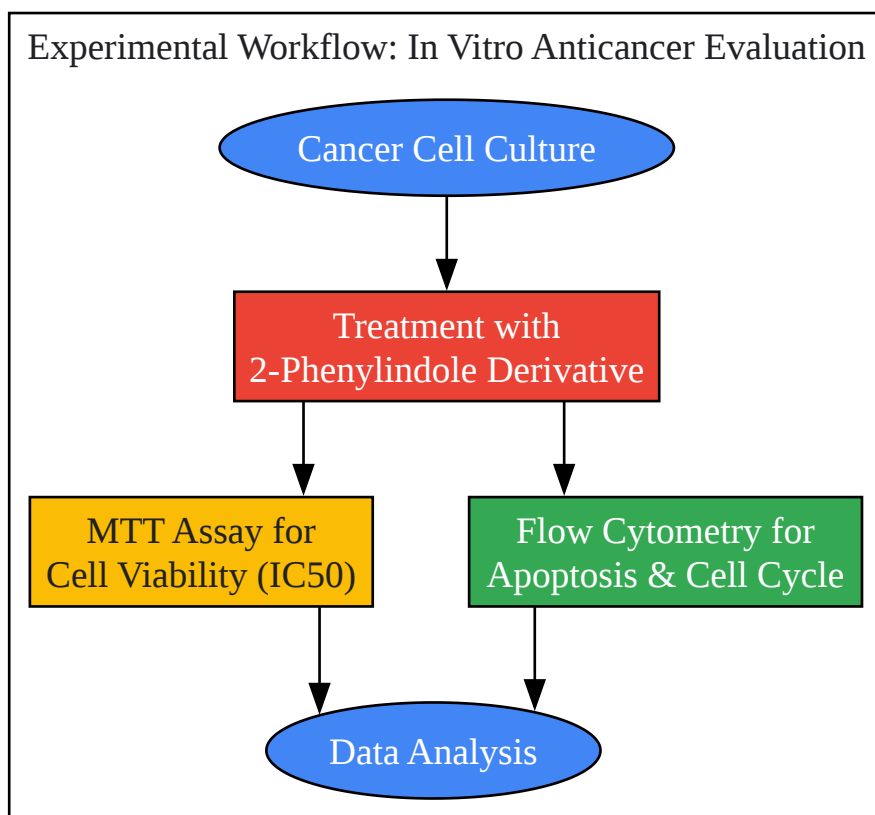 Experimental Workflow: In Vitro Anticancer Evaluation
Cancer Cell Culture
Treatment with
2-Phenylindole Derivative
MTT Assay for
Cell Viability (IC50)
Flow Cytometry for
Apoptosis & Cell Cycle
Data Analysis